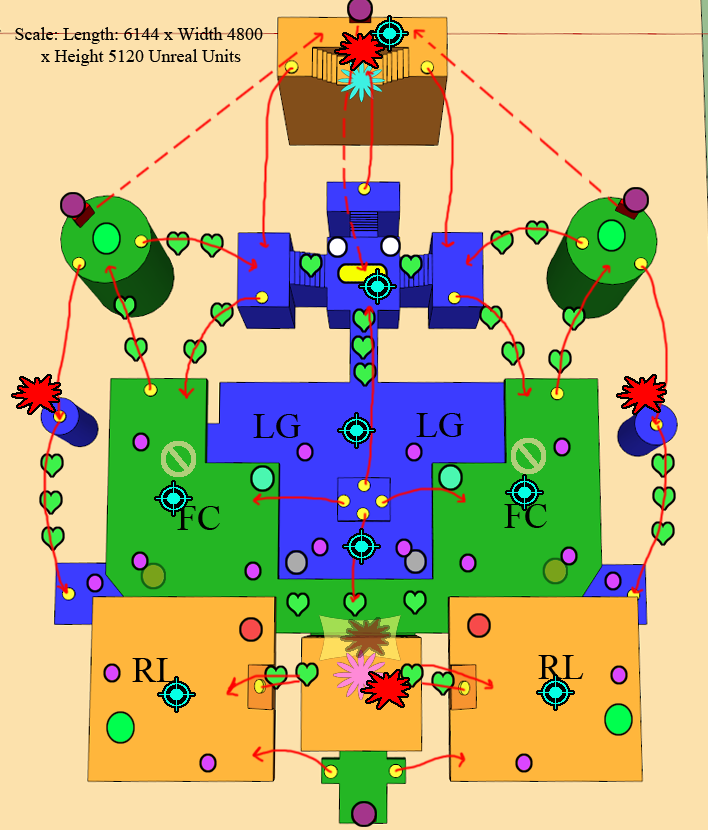 Scale: Length: 6144 x Width 4800
x Height 5120 Unreal Units
LG LG
FC FC
RL RL